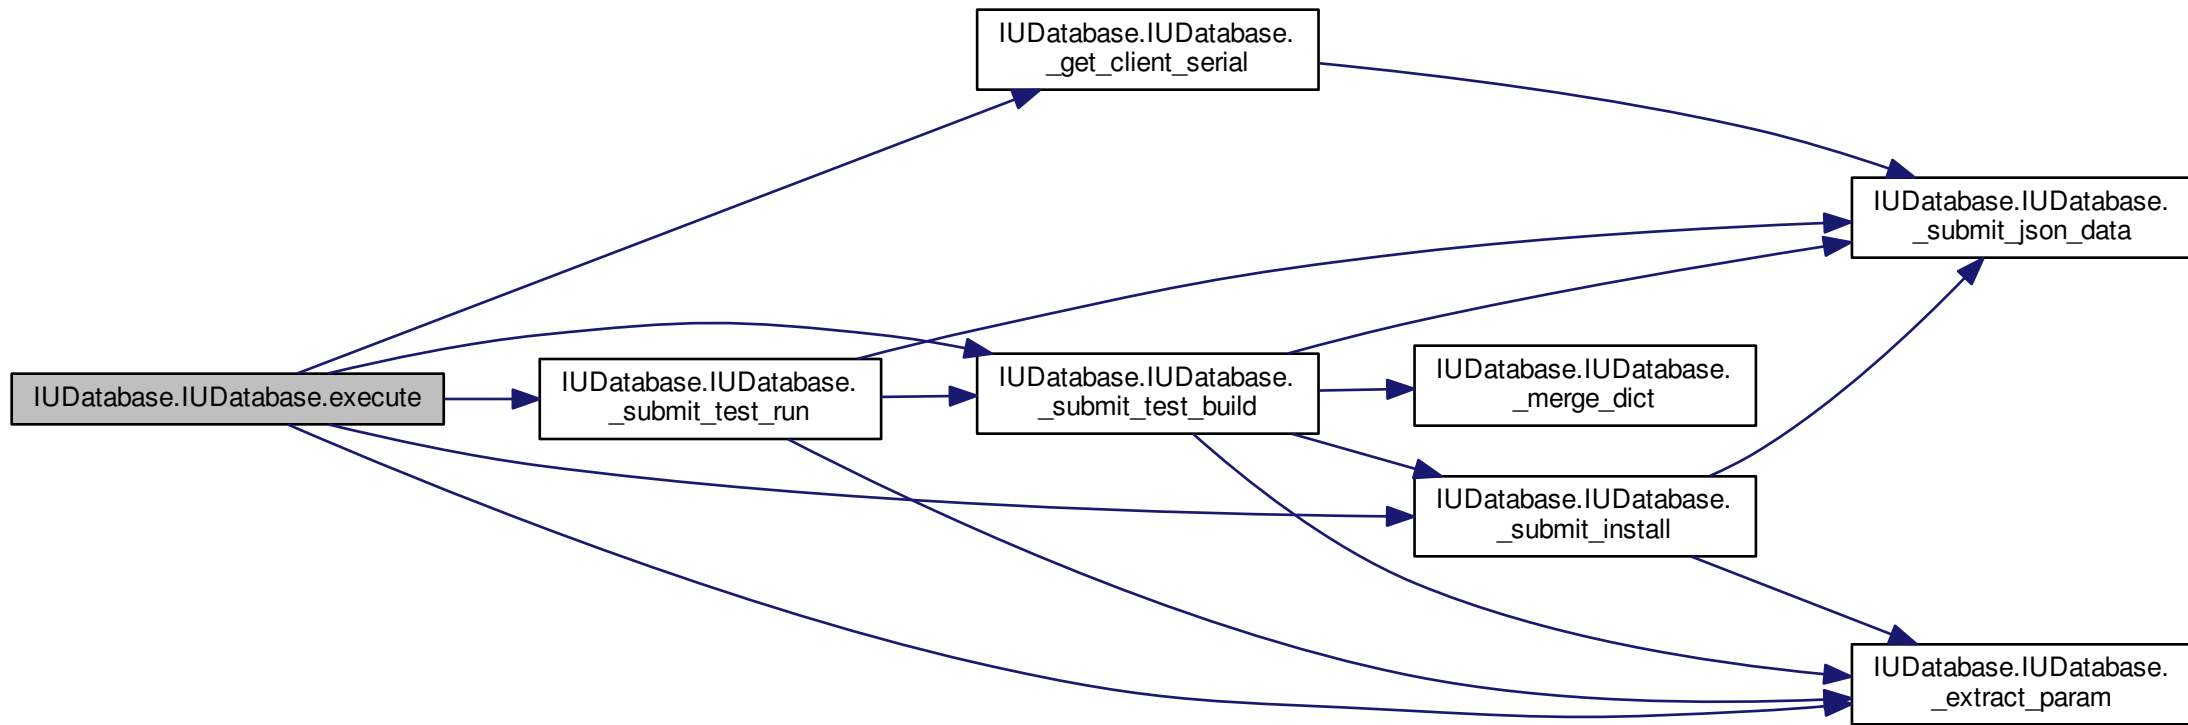 IUDatabase.IUDatabase.
_get_client_serial
IUDatabase.IUDatabase.
_submit_json_data
IUDatabase.IUDatabase.execute
IUDatabase.IUDatabase.
_submit_test_run
IUDatabase.IUDatabase.
_submit_test_build
IUDatabase.IUDatabase.
_merge_dict
IUDatabase.IUDatabase.
_submit_install
IUDatabase.IUDatabase.
_extract_param